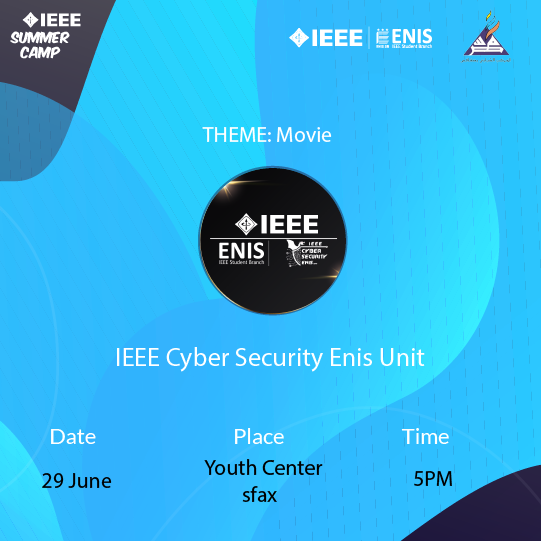 IEEE
SUMMER
CAMP
IEEE
ENIS
IEEE Student Branch
THEME: Movie
IEEE
ENIS
IEEE Student Branch
IEEE
CYBER
SECURITY
ENIS
IEEE Cyber Security Enis Unit
Date
Place
Time
29 June
Youth Center
sfax
5PM